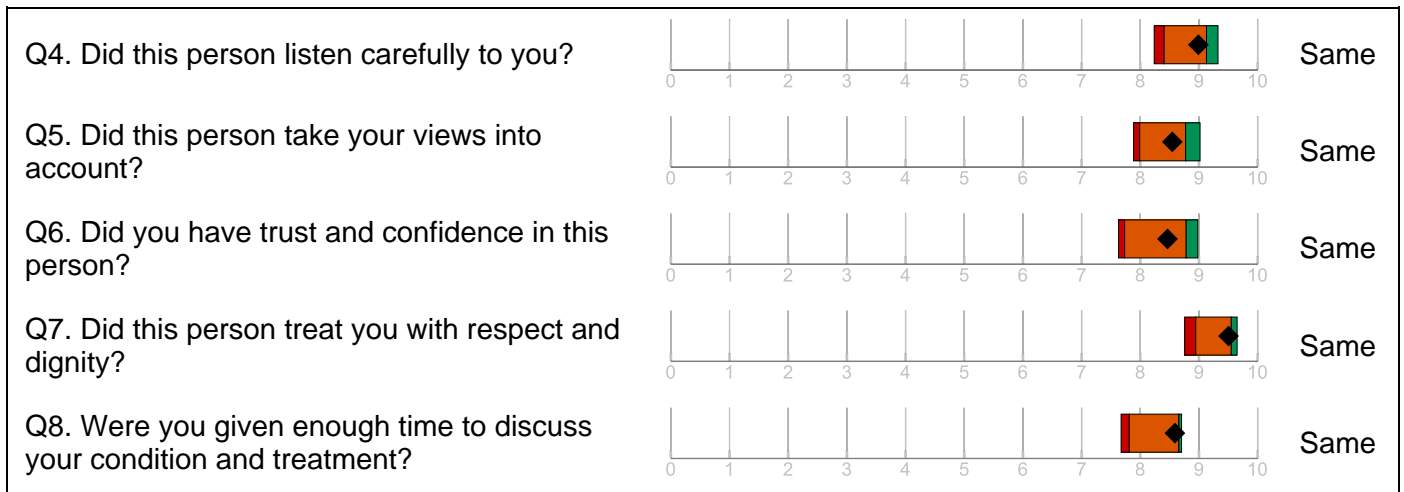 Q4. Did this person listen carefully to you?
Same
0 1 2 3 4 5 6 7 8 9 10
Q5. Did this person take your views into
account?
Same
0 1 2 3 4 5 6 7 8 9 10
Q6. Did you have trust and confidence in this
person?
Same
0 1 2 3 4 5 6 7 8 9 10
Q7. Did this person treat you with respect and
dignity?
Same
0 1 2 3 4 5 6 7 8 9 10
Q8. Were you given enough time to discuss
your condition and treatment?
Same
0 1 2 3 4 5 6 7 8 9 10